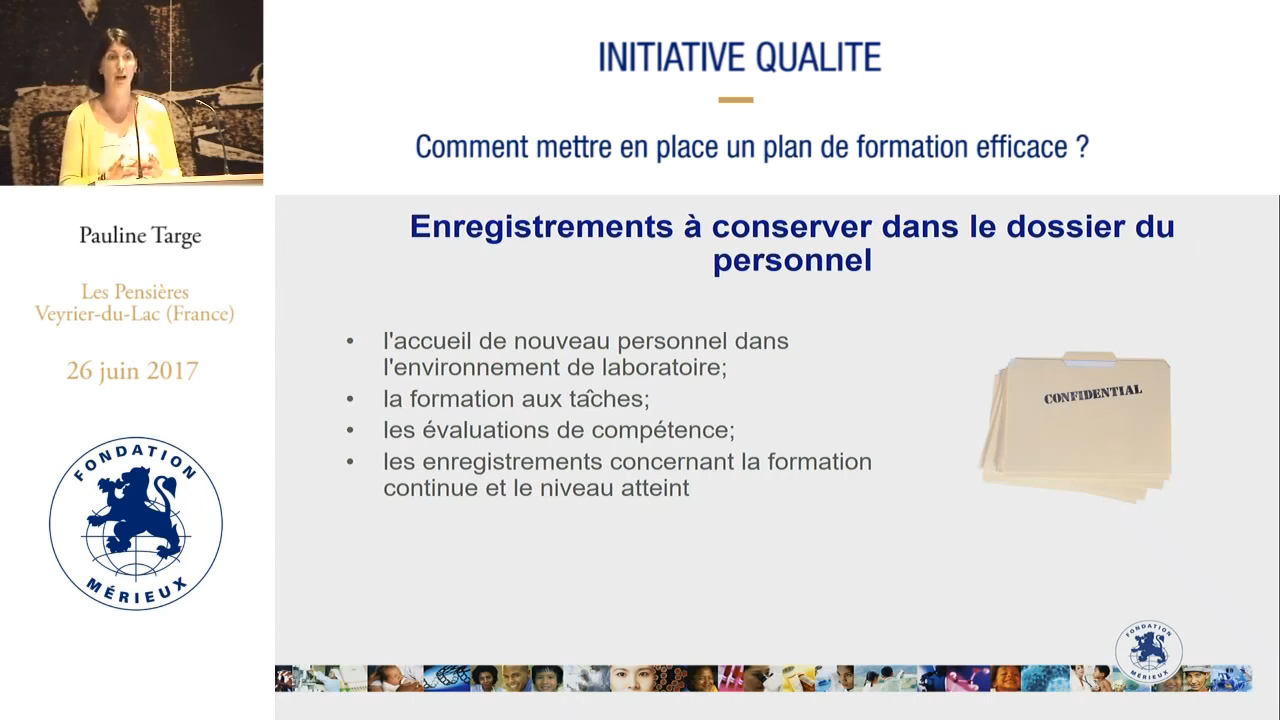 INITIATIVE QUALITE
Comment mettre en place un plan de formation efficace ?
Pauline Targe
Les Pensières
Veyrier-du-Lac (France)
26 juin 2017
FONDATION
MÉRIEUX
Enregistrements à conserver dans le dossier du
personnel
• l'accueil de nouveau personnel dans
l'environnement de laboratoire;
• la formation aux tâches;
• les évaluations de compétence;
• les enregistrements concernant la formation
continue et le niveau atteint
CONFIDENTIAL
FONDATION
MÉRIEUX